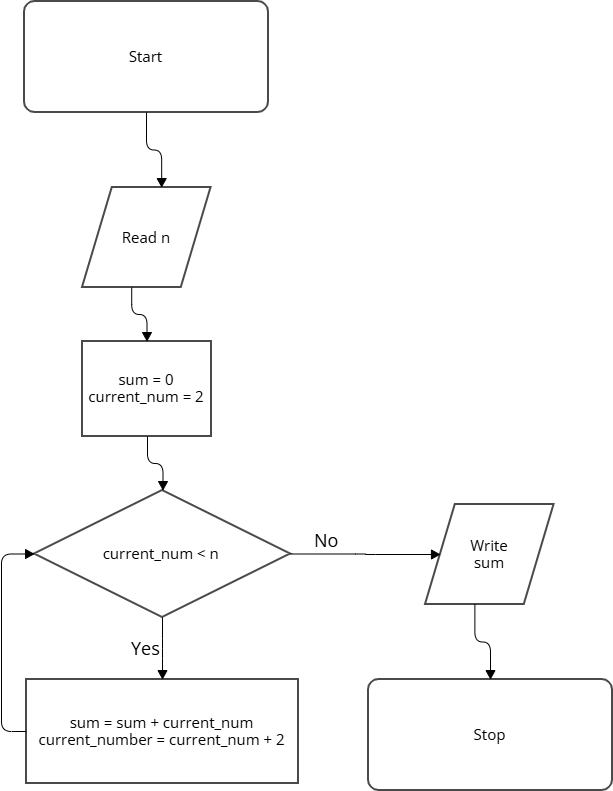 Start
Read n
sum = 0
current_num = 2
current_num < n
No
Write
sum
Yes
sum = sum + current_num
current_number = current_num + 2
Stop